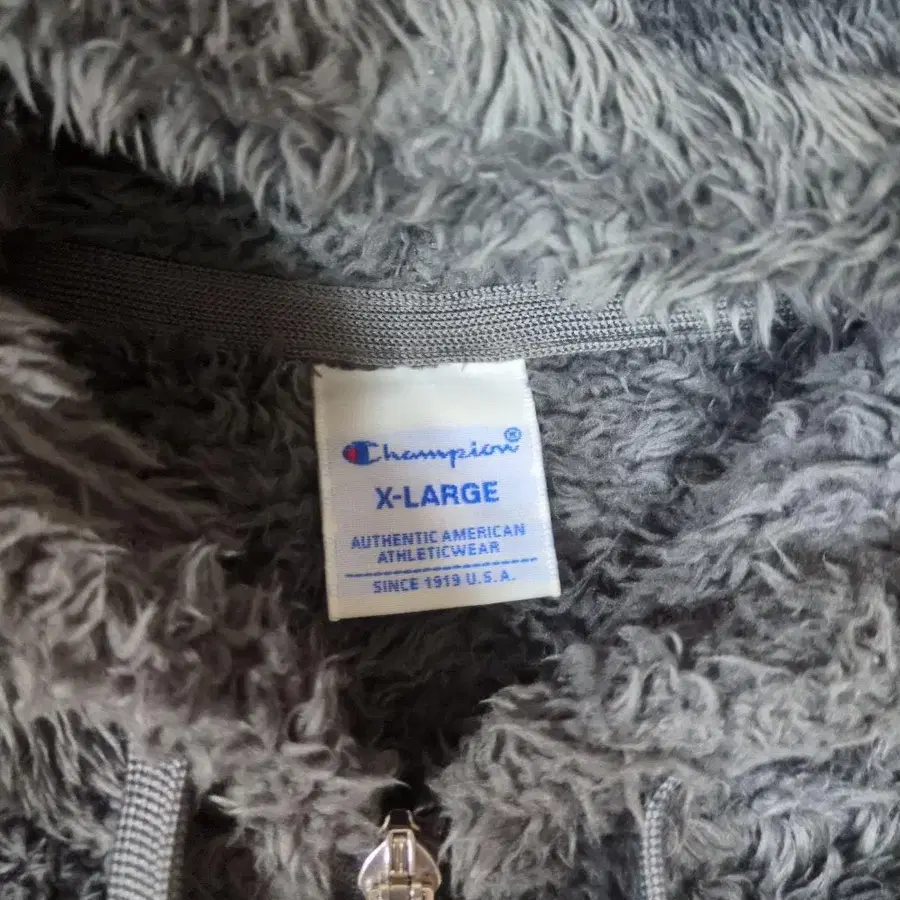 Champion®
X-LARGE
AUTHENTIC AMERICAN
ATHLETICWEAR
SINCE 1919 U.S.A.